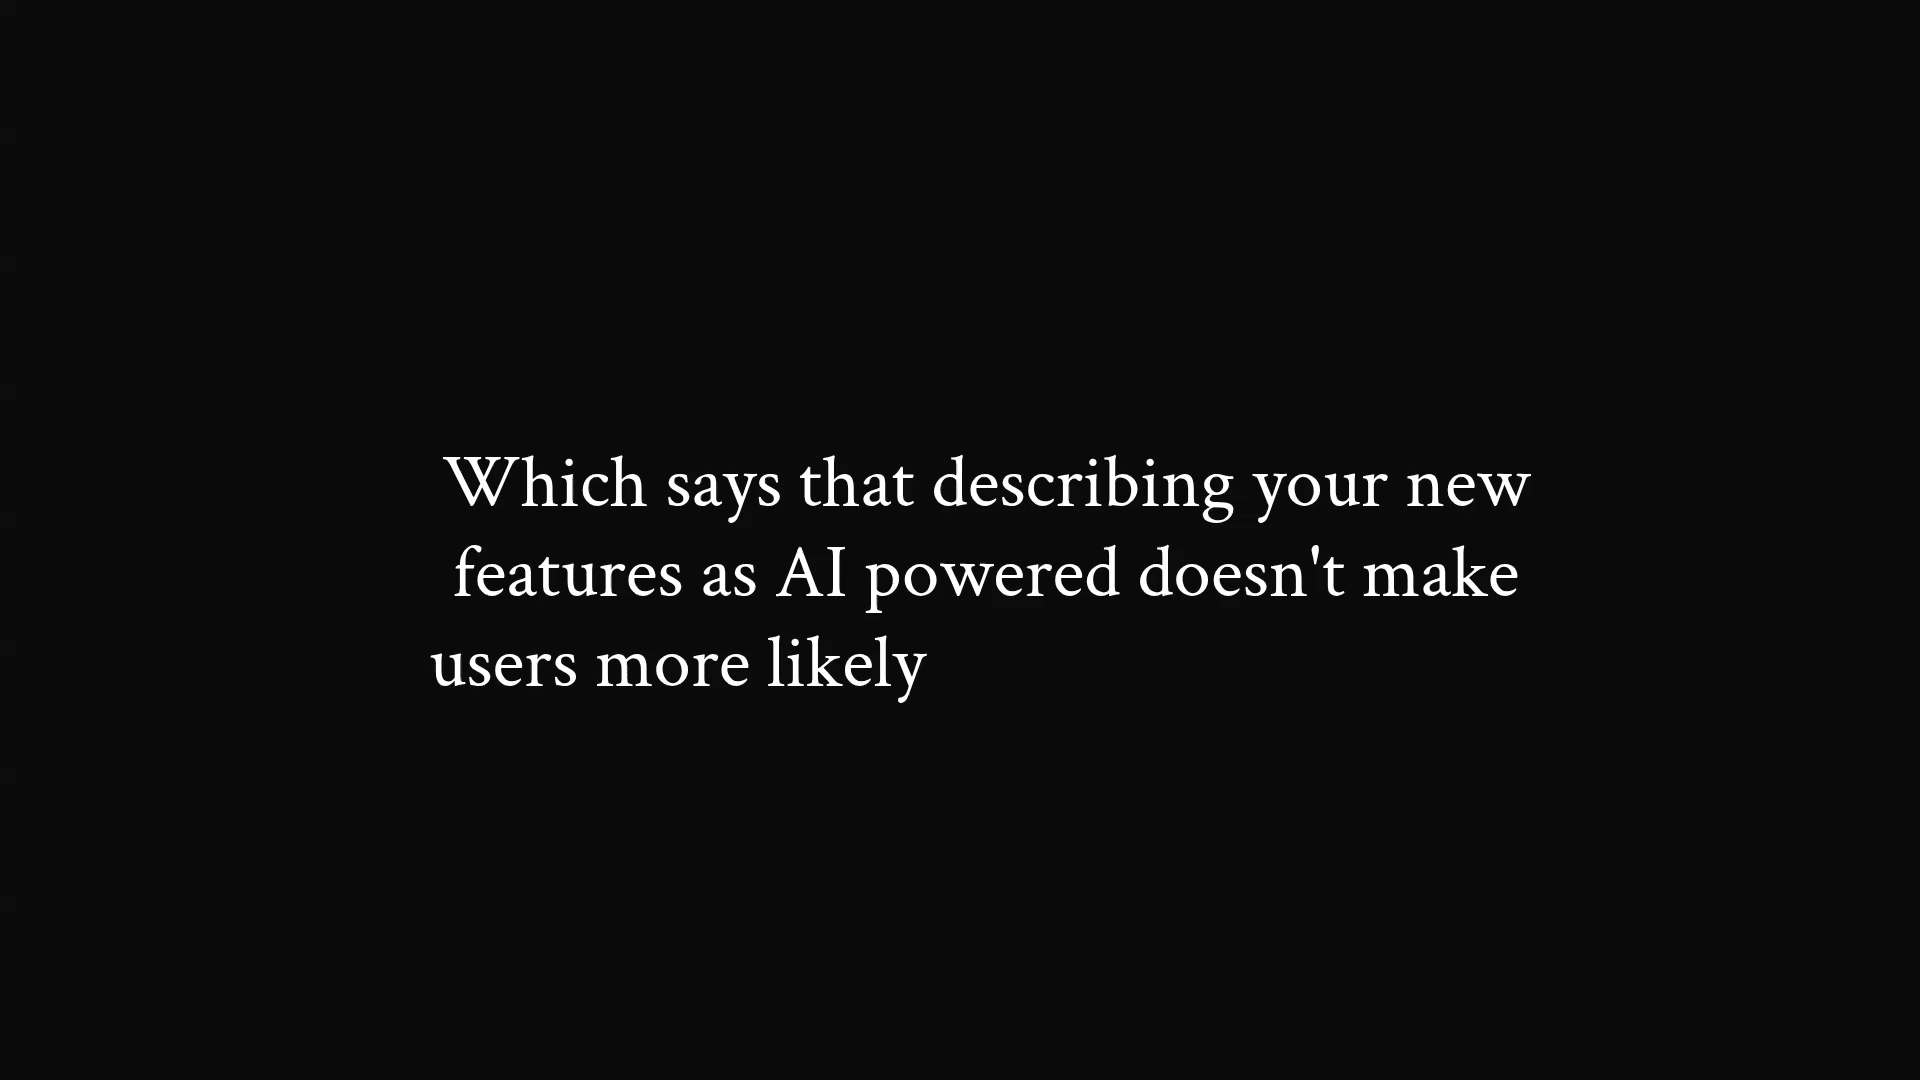 Which says that describing your new
features as AI powered doesn't make
users more likely